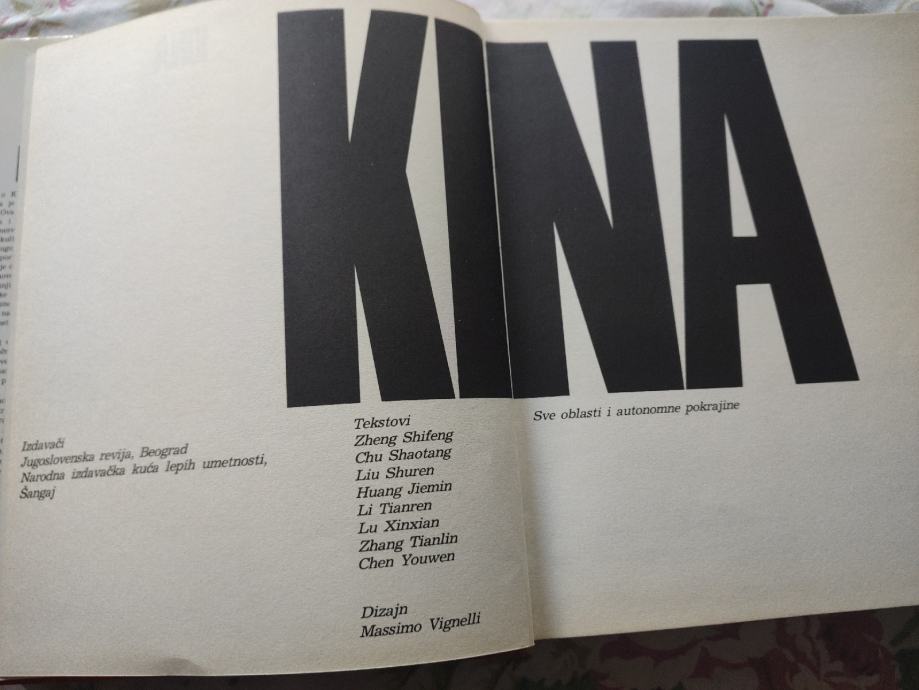 KINA
Sve oblasti i autonomne pokrajine
Izdavači
Jugoslovenska revija, Beograd
Narodna izdavačka kuća lepih umetnosti,
Šangaj
Tekstovi
Zheng Shifeng
Chu Shaotang
Liu Shuren
Huang Jiemin
Li Tianren
Lu Xinxian
Zhang Tianlin
Chen Youwen
Dizajn
Massimo Vignelli